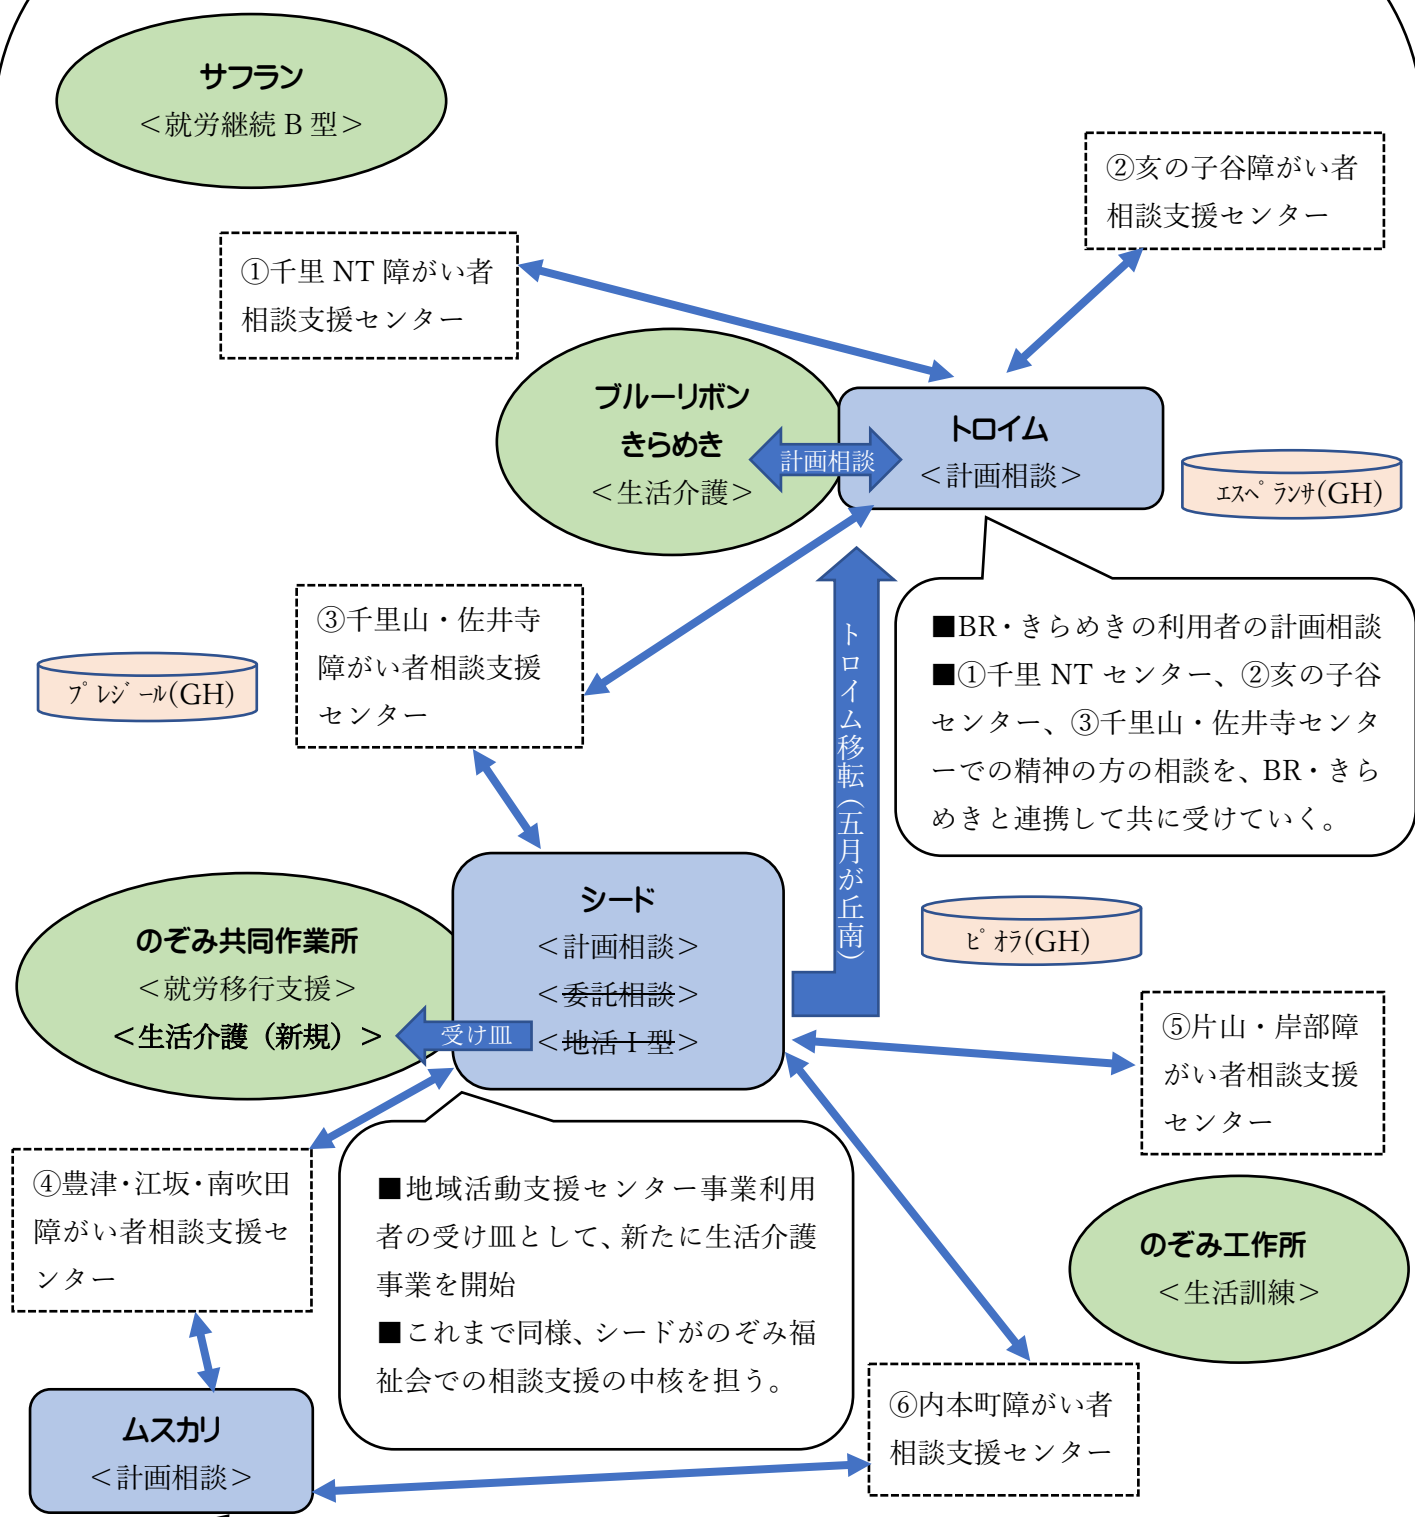 サフラン
＜就労継続 B 型＞
②亥の子谷障がい者
相談支援センター
①千里 NT 障がい者
相談支援センター
ブルーリボン
きらめき
＜生活介護＞
計画相談
トロイム
＜計画相談＞
ｴｽﾍﾟﾗﾝｻ(GH)
③千里山・佐井寺
障がい者相談支援
センター
ﾌﾟﾚｼﾞｰﾙ(GH)
トロイム移転（五月が丘南）
■BR・きらめきの利用者の計画相談
■①千里 NT センター、②亥の子谷
センター、③千里山・佐井寺センタ
ーでの精神の方の相談を、BR・きら
めきと連携して共に受けていく。
シード
＜計画相談＞
＜委託相談＞
＜地活Ⅰ型＞
受け皿
のぞみ共同作業所
＜就労移行支援＞
＜生活介護（新規）＞
ﾋﾟｵﾗ(GH)
⑤片山・岸部障
がい者相談支援
センター
④豊津・江坂・南吹田
障がい者相談支援セ
ンター
■地域活動支援センター事業利用
者の受け皿として、新たに生活介護
事業を開始
■これまで同様、シードがのぞみ福
祉会での相談支援の中核を担う。
のぞみ工作所
＜生活訓練＞
⑥内本町障がい者
相談支援センター
ムスカリ
＜計画相談＞